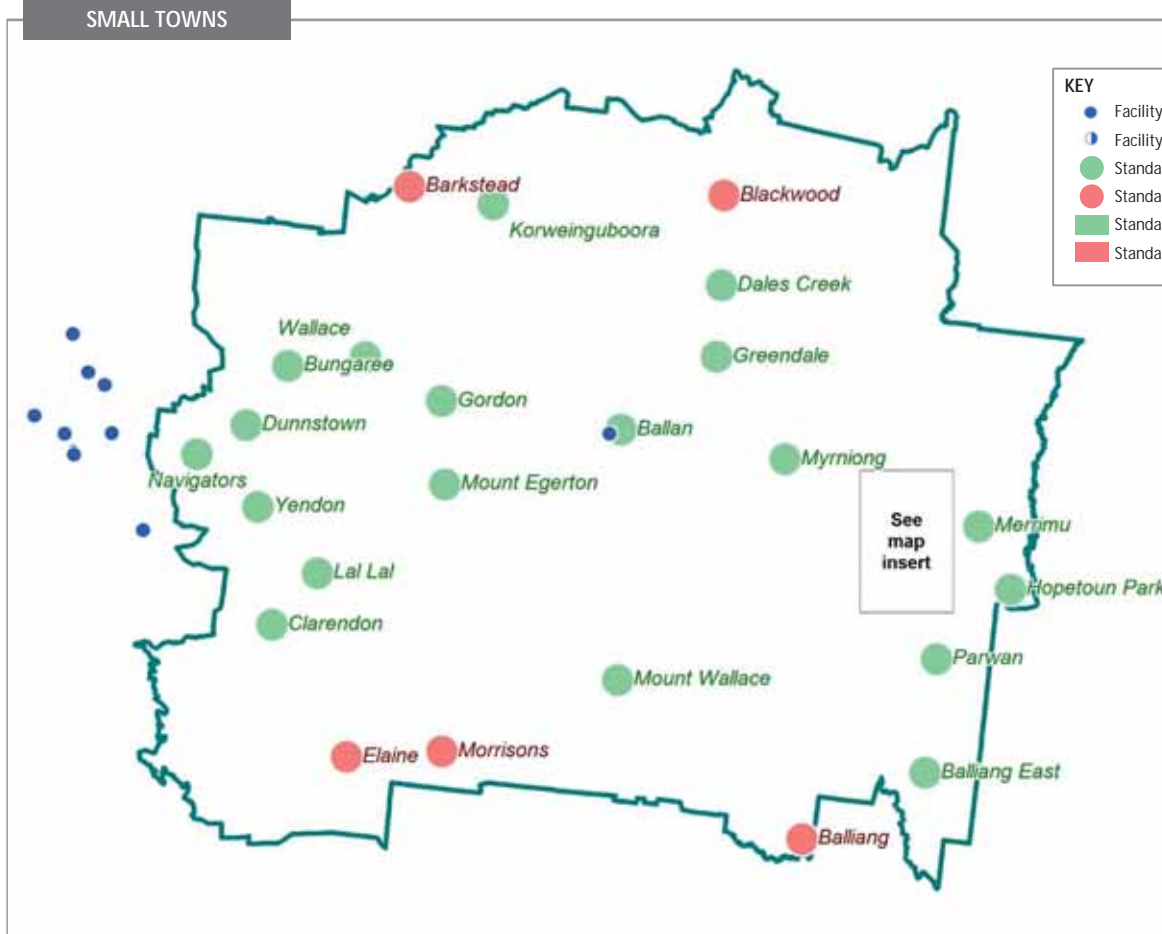 SMALL TOWNS
KEY
Facility
Facility
Standa
Standa
Standa
Standa
Barkstead
Blackwood
Korweinguboora
Dales Creek
Wallace
Bungaree
Greendale
Gordon
Dunnstown
Ballan
Myrniong
Navigators
Mount Egerton
Yendon
See
map
insert
Merrimu
Lal Lal
Hopetoun Park
Clarendon
Parwan
Mount Wallace
Elaine
Morrisons
Balliang East
Balliang